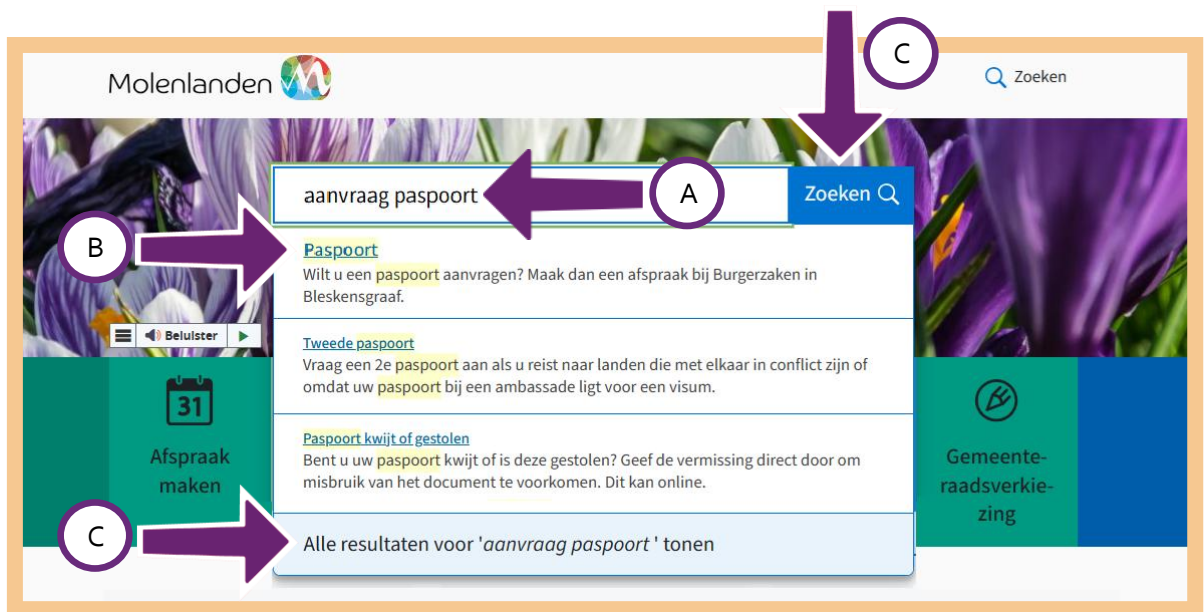 C
Molenlanden
Zoeken
aanvraag paspoort
A
Zoeken
B
Paspoort
Wilt u een paspoort aanvragen? Maak dan een afspraak bij Burgerzaken in
Bleskensgraaf.
Beluister
Tweede paspoort
Vraag een 2e paspoort aan als u reist naar landen die met elkaar in conflict zijn of
omdat uw paspoort bij een ambassade ligt voor een visum.
31
Afspraak
maken
Paspoort kwijt of gestolen
Bent u uw paspoort kwijt of is deze gestolen? Geef de vermissing direct door om
misbruik van het document te voorkomen. Dit kan online.
Gemeente-
raadsverkie-
zing
C
Alle resultaten voor 'aanvraag paspoort ' tonen